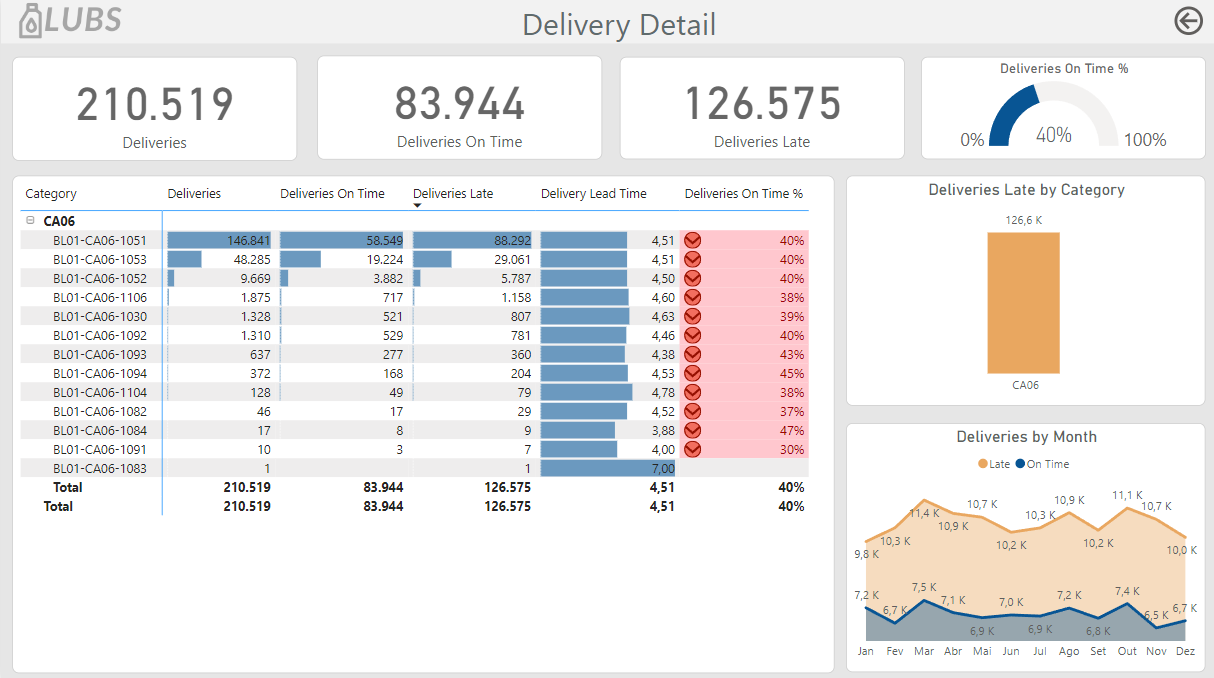 LUBS
Delivery Detail
210.519
Deliveries
83.944
Deliveries On Time
126.575
Deliveries Late
Deliveries On Time %
0% 40% 100%
Category Deliveries Deliveries On Time Deliveries Late Delivery Lead Time Deliveries On Time %
CA06
BL01-CA06-1051 146.841 58.549 88.292 4,51 40%
BL01-CA06-1053 48.285 19.224 29.061 4,51 40%
BL01-CA06-1052 9.669 3.882 5.787 4,50 40%
BL01-CA06-1106 1.875 717 1.158 4,60 38%
BL01-CA06-1030 1.328 521 807 4,63 39%
BL01-CA06-1092 1.310 529 781 4,46 40%
BL01-CA06-1093 637 277 360 4,38 43%
BL01-CA06-1094 372 168 204 4,53 45%
BL01-CA06-1104 128 49 79 4,78 38%
BL01-CA06-1082 46 17 29 4,52 37%
BL01-CA06-1084 17 8 9 3,88 47%
BL01-CA06-1091 10 3 7 4,00 30%
BL01-CA06-1083 1 1 7,00
Total 210.519 83.944 126.575 4,51 40%
Total 210.519 83.944 126.575 4,51 40%
Deliveries Late by Category
126,6 K
CA06
Deliveries by Month
Late On Time
9,8 K 10,3 K 11,4 K 10,9 K 10,7 K 10,2 K 10,3 K 10,9 K 10,2 K 11,1 K 10,7 K 10,0 K
7,2 K 6,7 K 7,5 K 7,1 K 6,9 K 7,0 K 6,9 K 7,2 K 6,8 K 7,4 K 6,5 K 6,7 K
Jan Fev Mar Abr Mai Jun Jul Ago Set Out Nov Dez